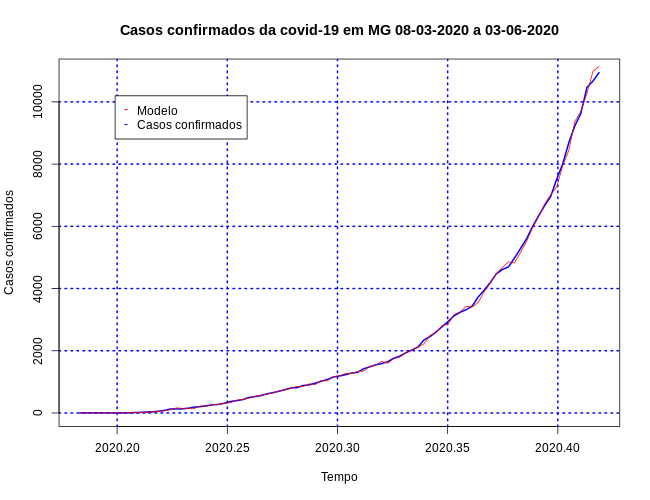 Casos confirmados da covid-19 em MG 08-03-2020 a 03-06-2020
Casos confirmados
10000
8000
6000
4000
2000
0
- Modelo
- Casos confirmados
2020.20 2020.25 2020.30 2020.35 2020.40
Tempo